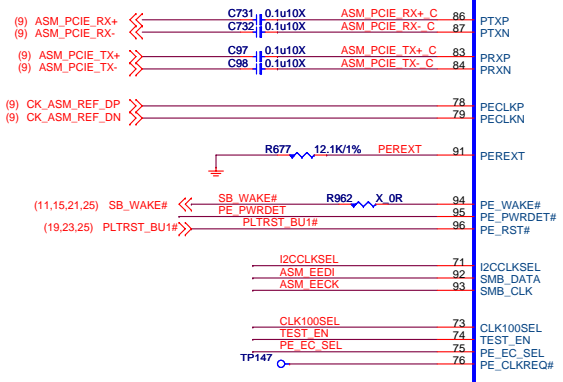 (9) ASM_PCIE_RX+ C731 0.1u10X ASM_PCIE_RX+_C 86 PTXP
(9) ASM_PCIE_RX- C732 0.1u10X ASM_PCIE_RX-_C 87 PTXN
(9) ASM_PCIE_TX+ C97 0.1u10X ASM_PCIE_TX+_C 83 PRXP
(9) ASM_PCIE_TX- C98 0.1u10X ASM_PCIE_TX-_C 84 PRXN
(9) CK_ASM_REF_DP 78 PECLKP
(9) CK_ASM_REF_DN 79 PECLKN
R677 12.1K/1% PEREXT 91 PEREXT
(11,15,21,25) SB_WAKE# SB_WAKE# R962 X_0R 94 PE_WAKE#
PE_PWRDET 95 PE_PWRDET#
(19,23,25) PLTRST_BU1# PLTRST_BU1# 96 PE_RST#
I2CCLKSEL 71 I2CCLKSEL
ASM_EEDI 92 SMB_DATA
ASM_EECK 93 SMB_CLK
CLK100SEL 73 CLK100SEL
TEST_EN 74 TEST_EN
PE_EC_SEL 75 PE_EC_SEL
TP147 76 PE_CLKREQ#